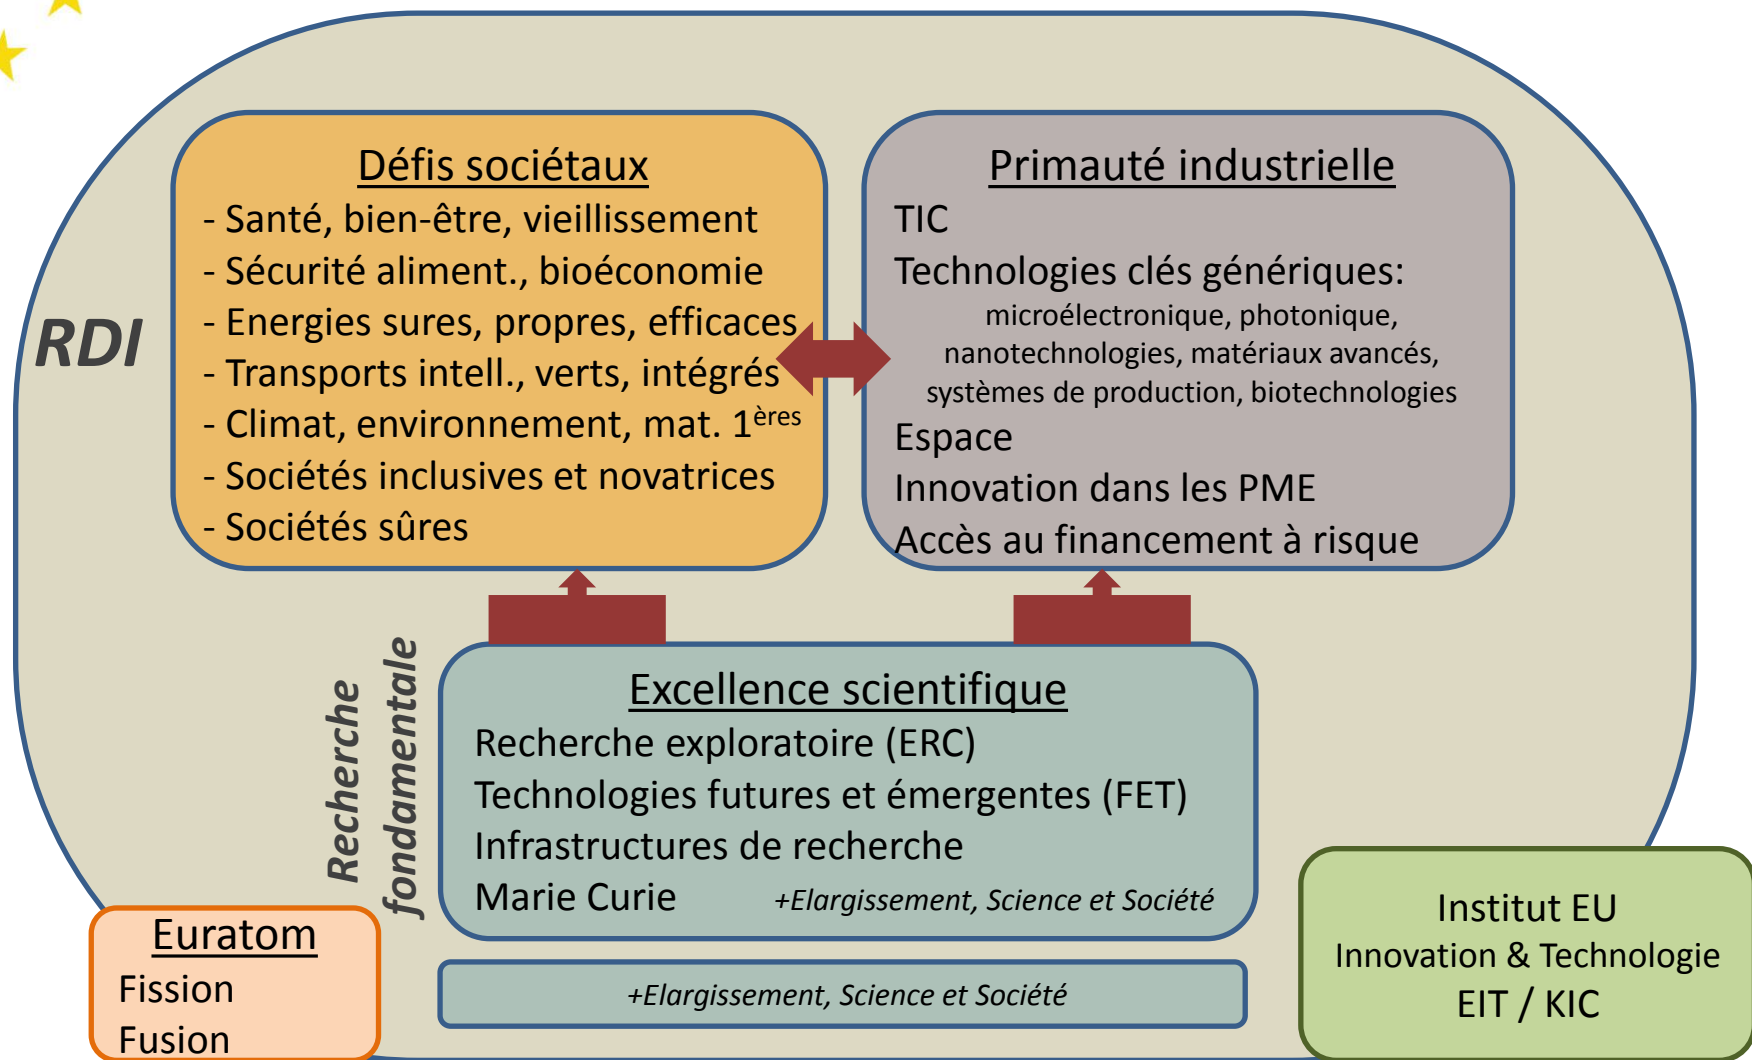 RDI
Défis sociétaux
- Santé, bien-être, vieillissement
- Sécurité aliment., bioéconomie
- Energies sures, propres, efficaces
- Transports intell., verts, intégrés
- Climat, environnement, mat. 1ères
- Sociétés inclusives et novatrices
- Sociétés sûres
Primauté industrielle
TIC
Technologies clés génériques:
microélectronique, photonique,
nanotechnologies, matériaux avancés,
systèmes de production, biotechnologies
Espace
Innovation dans les PME
Accès au financement à risque
Recherche
fondamentale
Excellence scientifique
Recherche exploratoire (ERC)
Technologies futures et émergentes (FET)
Infrastructures de recherche
Marie Curie +Elargissement, Science et Société
+Elargissement, Science et Société
Euratom
Fission
Fusion
Institut EU
Innovation & Technologie
EIT / KIC